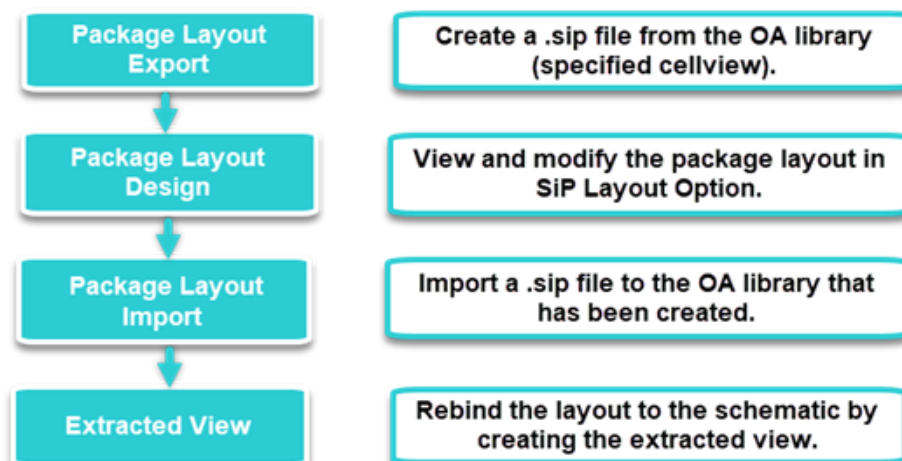 Package Layout
Export
Create a .sip file from the OA library
(specified cellview).
Package Layout
Design
View and modify the package layout in
SiP Layout Option.
Package Layout
Import
Import a .sip file to the OA library that
has been created.
Extracted View
Rebind the layout to the schematic by
creating the extracted view.